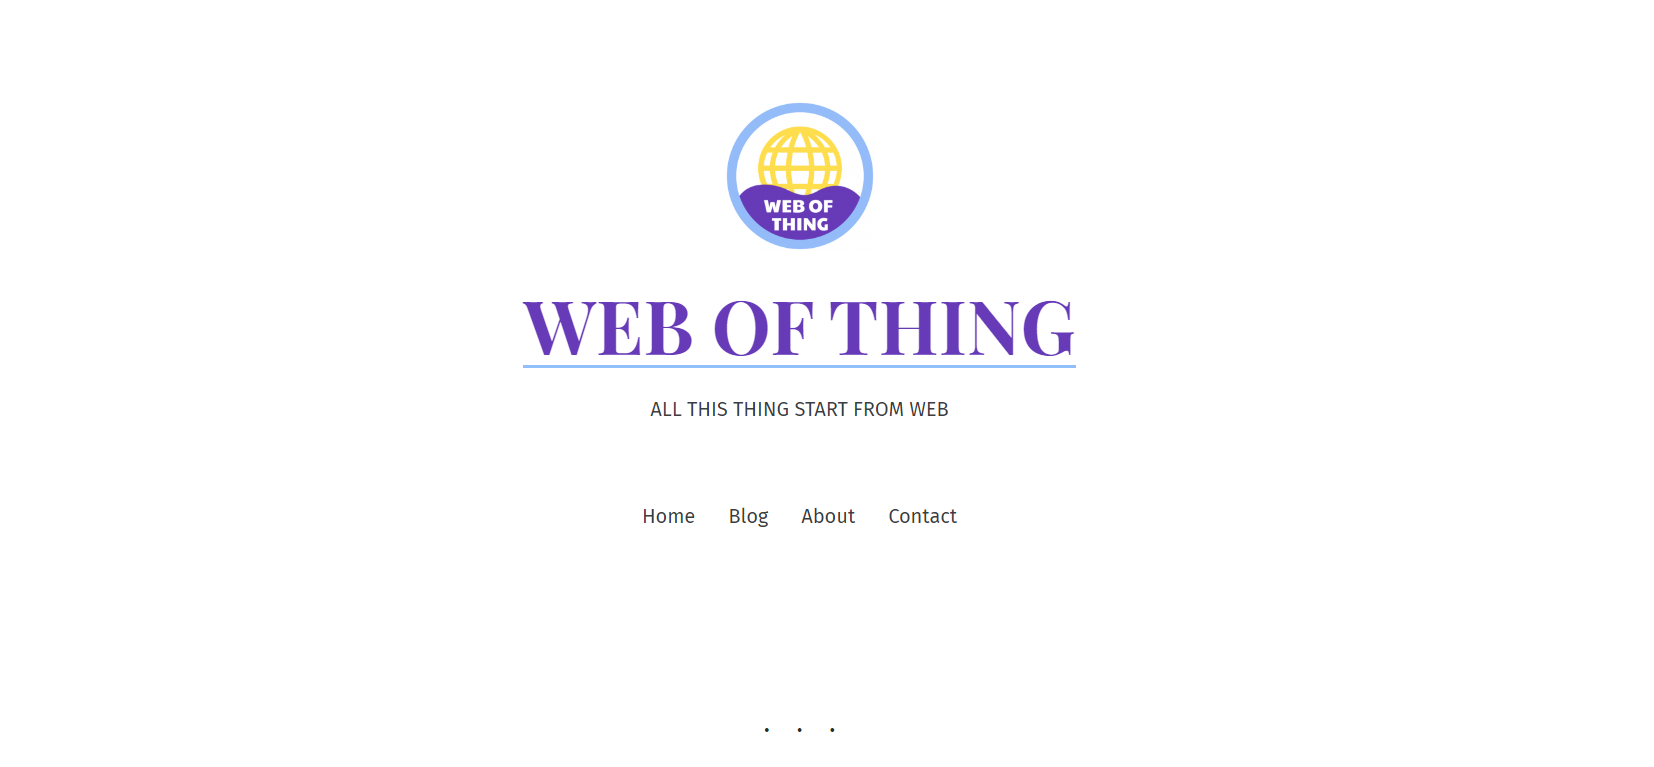 WEB OF
THING
WEB OF THING
ALL THIS THING START FROM WEB
Home Blog About Contact
. . .